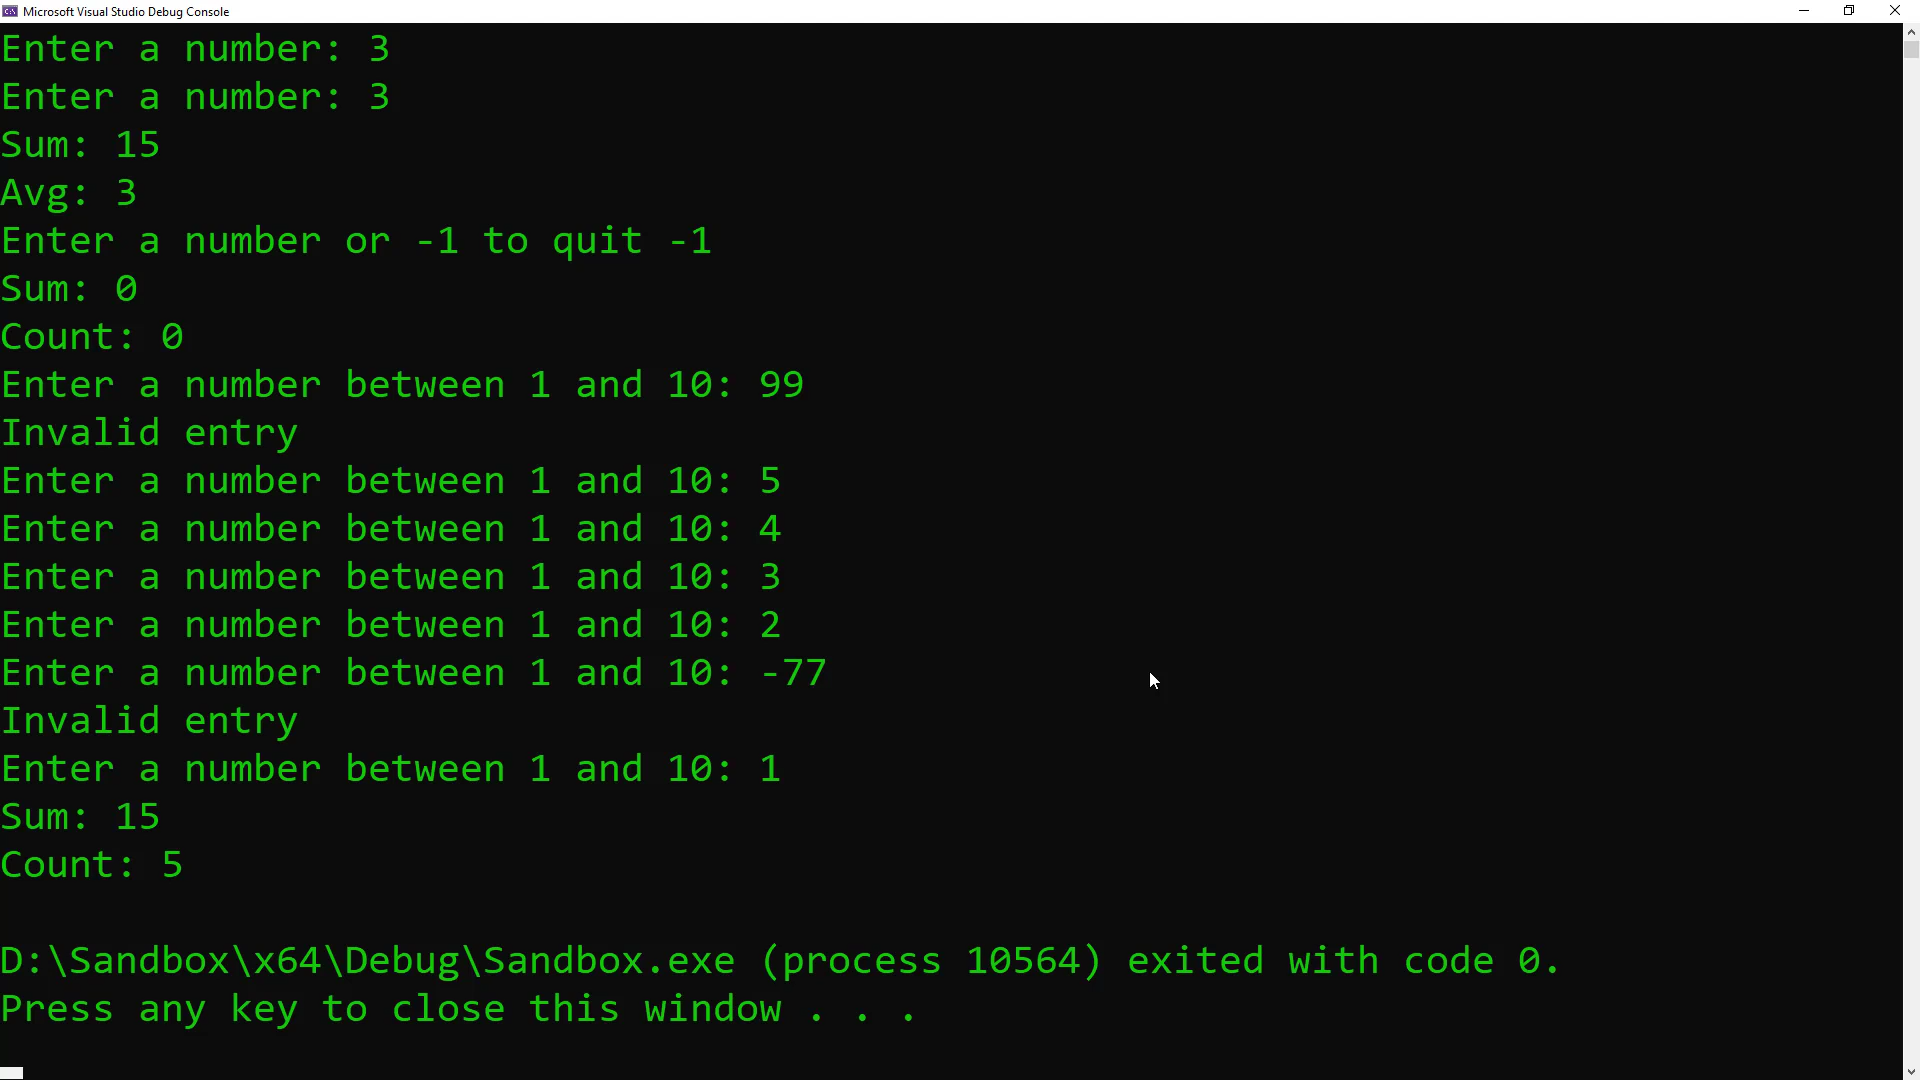 Microsoft Visual Studio Debug Console
Enter a number: 3
Enter a number: 3
Sum: 15
Avg: 3
Enter a number or -1 to quit -1
Sum: 0
Count: 0
Enter a number between 1 and 10: 99
Invalid entry
Enter a number between 1 and 10: 5
Enter a number between 1 and 10: 4
Enter a number between 1 and 10: 3
Enter a number between 1 and 10: 2
Enter a number between 1 and 10: -77
Invalid entry
Enter a number between 1 and 10: 1
Sum: 15
Count: 5
D:\Sandbox\x64\Debug\Sandbox.exe (process 10564) exited with code 0.
Press any key to close this window . . .